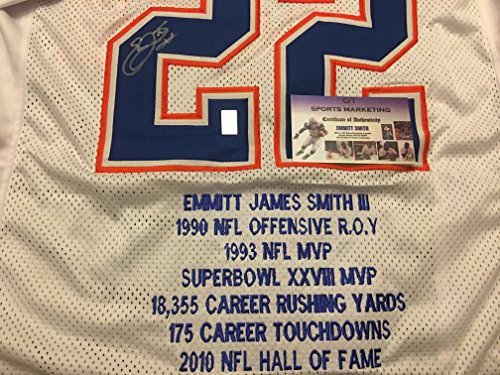 22
GT
SPORTS MARKETING
Certificate of Authenticity
EMMITT SMITH
EMMITT JAMES SMITH III
1990 NFL OFFENSIVE R.O.Y
1993 NFL MVP
SUPERBOWL XXVIII MVP
18,355 CAREER RUSHING YARDS
175 CAREER TOUCHDOWNS
2010 NFL HALL OF FAME